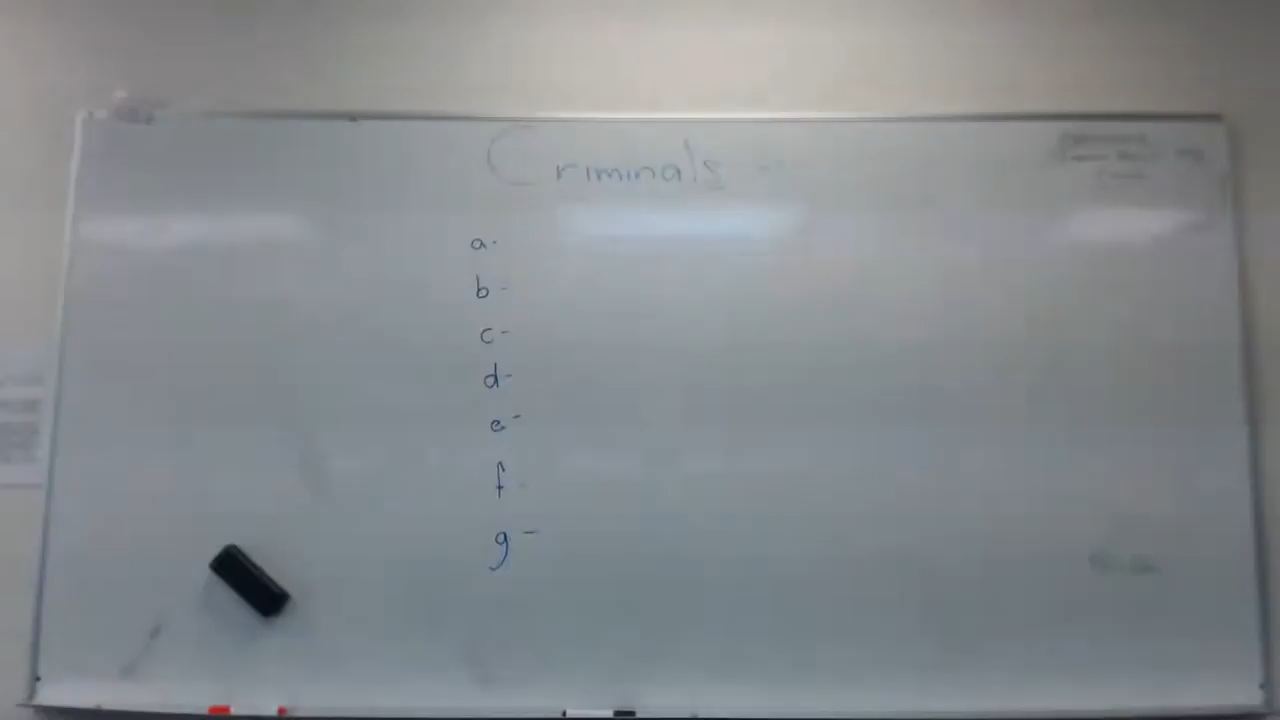 Criminals
a-
b-
c-
d-
e-
f-
g-